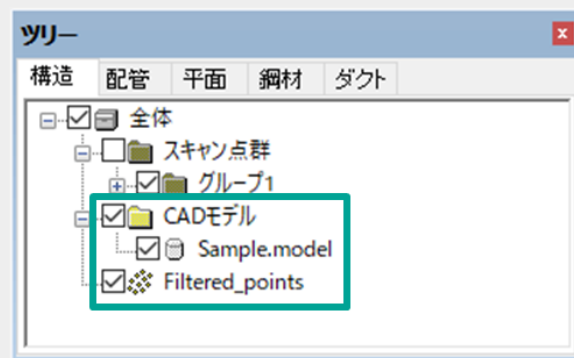 ツリー
構造 配管 平面 鋼材 ダクト
全体
スキャン点群
グループ1
CADモデル
Sample.model
Filtered_points